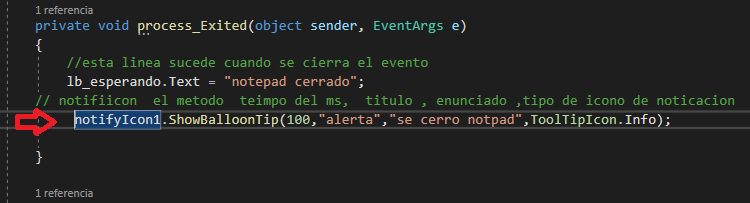 1 referencia
private void process_Exited(object sender, EventArgs e)
{
//esta linea sucede cuando se cierra el evento
lb_esperando.Text = "notepad cerrado";
// notifiicon el metodo teimpo del ms, titulo , enunciado ,tipo de icono de noticacion
notifyIcon1.ShowBalloonTip(100,"alerta","se cerro notpad",ToolTipIcon.Info);
}
1 referencia